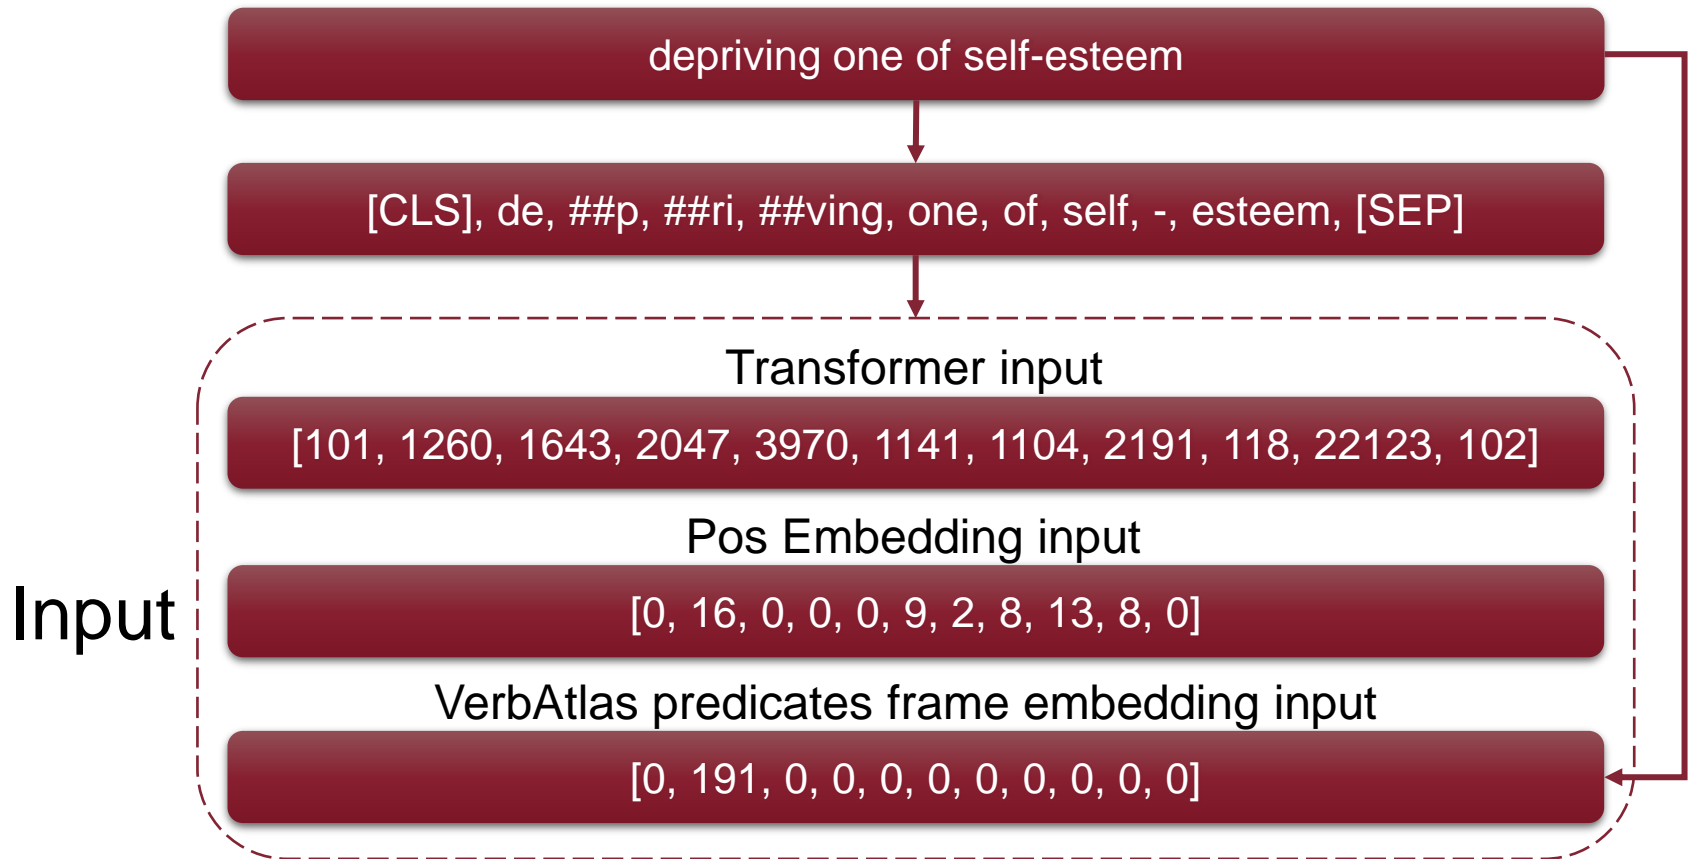 depriving one of self-esteem
[CLS], de, ##p, ##ri, ##ving, one, of, self, -, esteem, [SEP]
Transformer input
[101, 1260, 1643, 2047, 3970, 1141, 1104, 2191, 118, 22123, 102]
Pos Embedding input
Input
[0, 16, 0, 0, 0, 9, 2, 8, 13, 8, 0]
VerbAtlas predicates frame embedding input
[0, 191, 0, 0, 0, 0, 0, 0, 0, 0, 0]